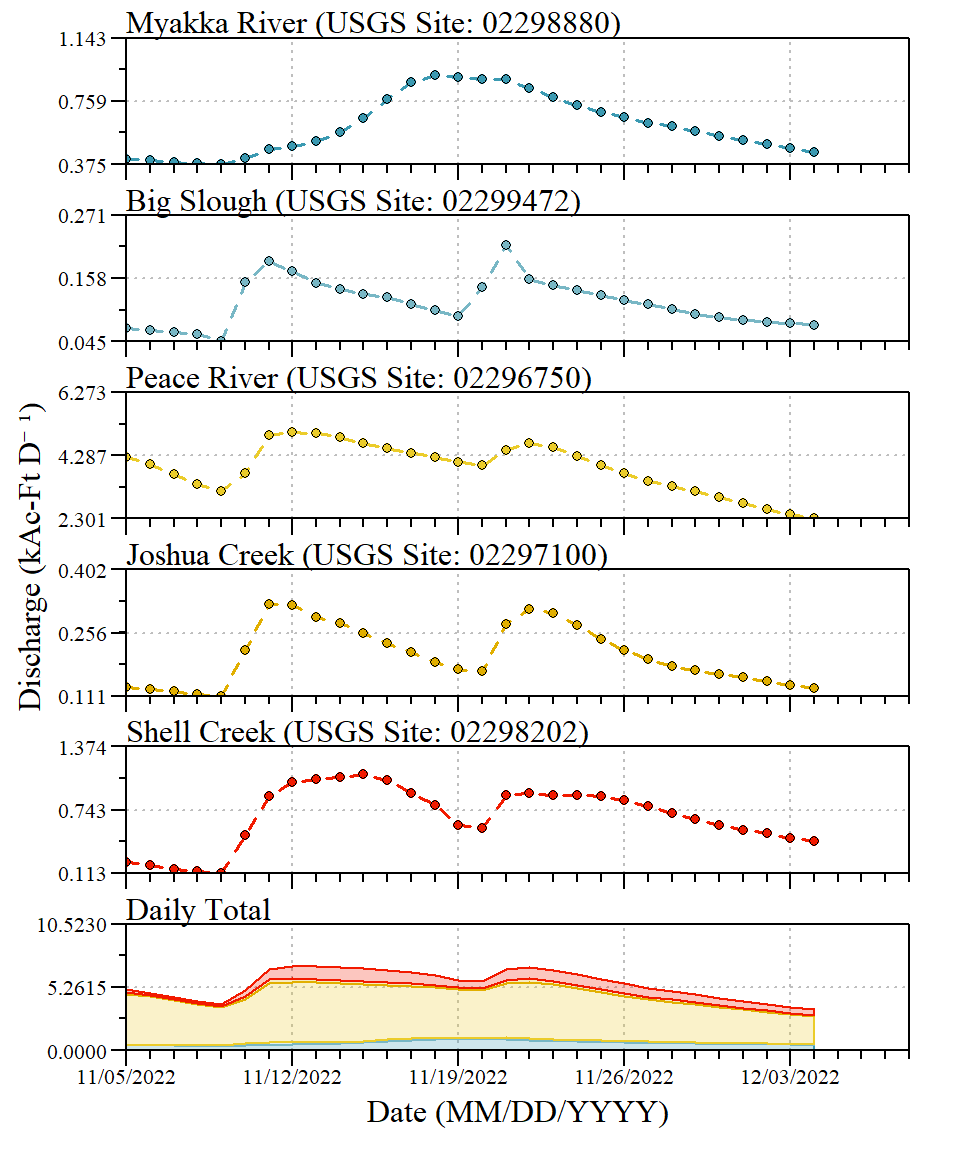 Myakka River (USGS Site: 02298880)
1.143
0.759
0.375
Big Slough (USGS Site: 02299472)
0.271
0.158
0.045
Peace River (USGS Site: 02296750)
6.273
4.287
2.301
Discharge (kAc-Ft D⁻¹)
Joshua Creek (USGS Site: 02297100)
0.402
0.256
0.111
Shell Creek (USGS Site: 02298202)
1.374
0.743
0.113
Daily Total
10.5230
5.2615
0.0000
11/05/2022 11/12/2022 11/19/2022 11/26/2022 12/03/2022
Date (MM/DD/YYYY)